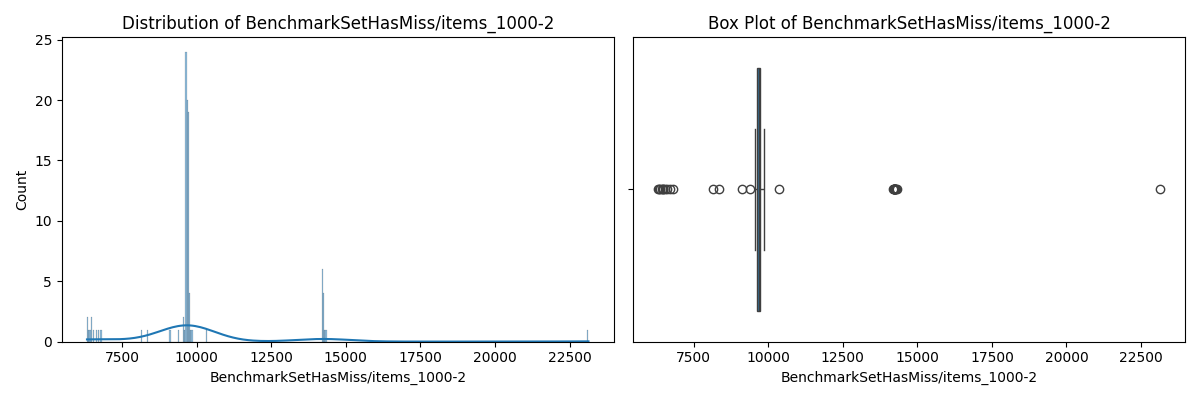 Distribution of BenchmarkSetHasMiss/items_1000-2
25
20
15
10
5
0
Count
7500 10000 12500 15000 17500 20000 22500
BenchmarkSetHasMiss/items_1000-2
Box Plot of BenchmarkSetHasMiss/items_1000-2
7500 10000 12500 15000 17500 20000 22500
BenchmarkSetHasMiss/items_1000-2